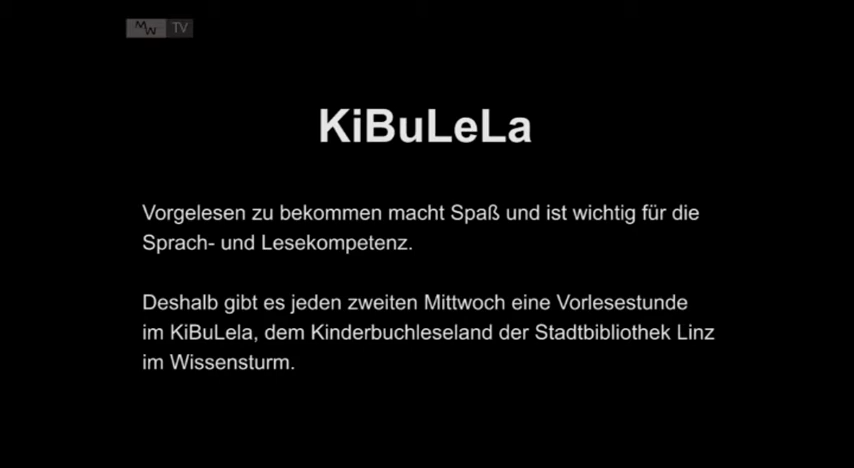 MW TV
KiBuLeLa
Vorgelesen zu bekommen macht Spaß und ist wichtig für die
Sprach- und Lesekompetenz.
Deshalb gibt es jeden zweiten Mittwoch eine Vorlesestunde
im KiBuLela, dem Kinderbuchleseland der Stadtbibliothek Linz
im Wissensturm.